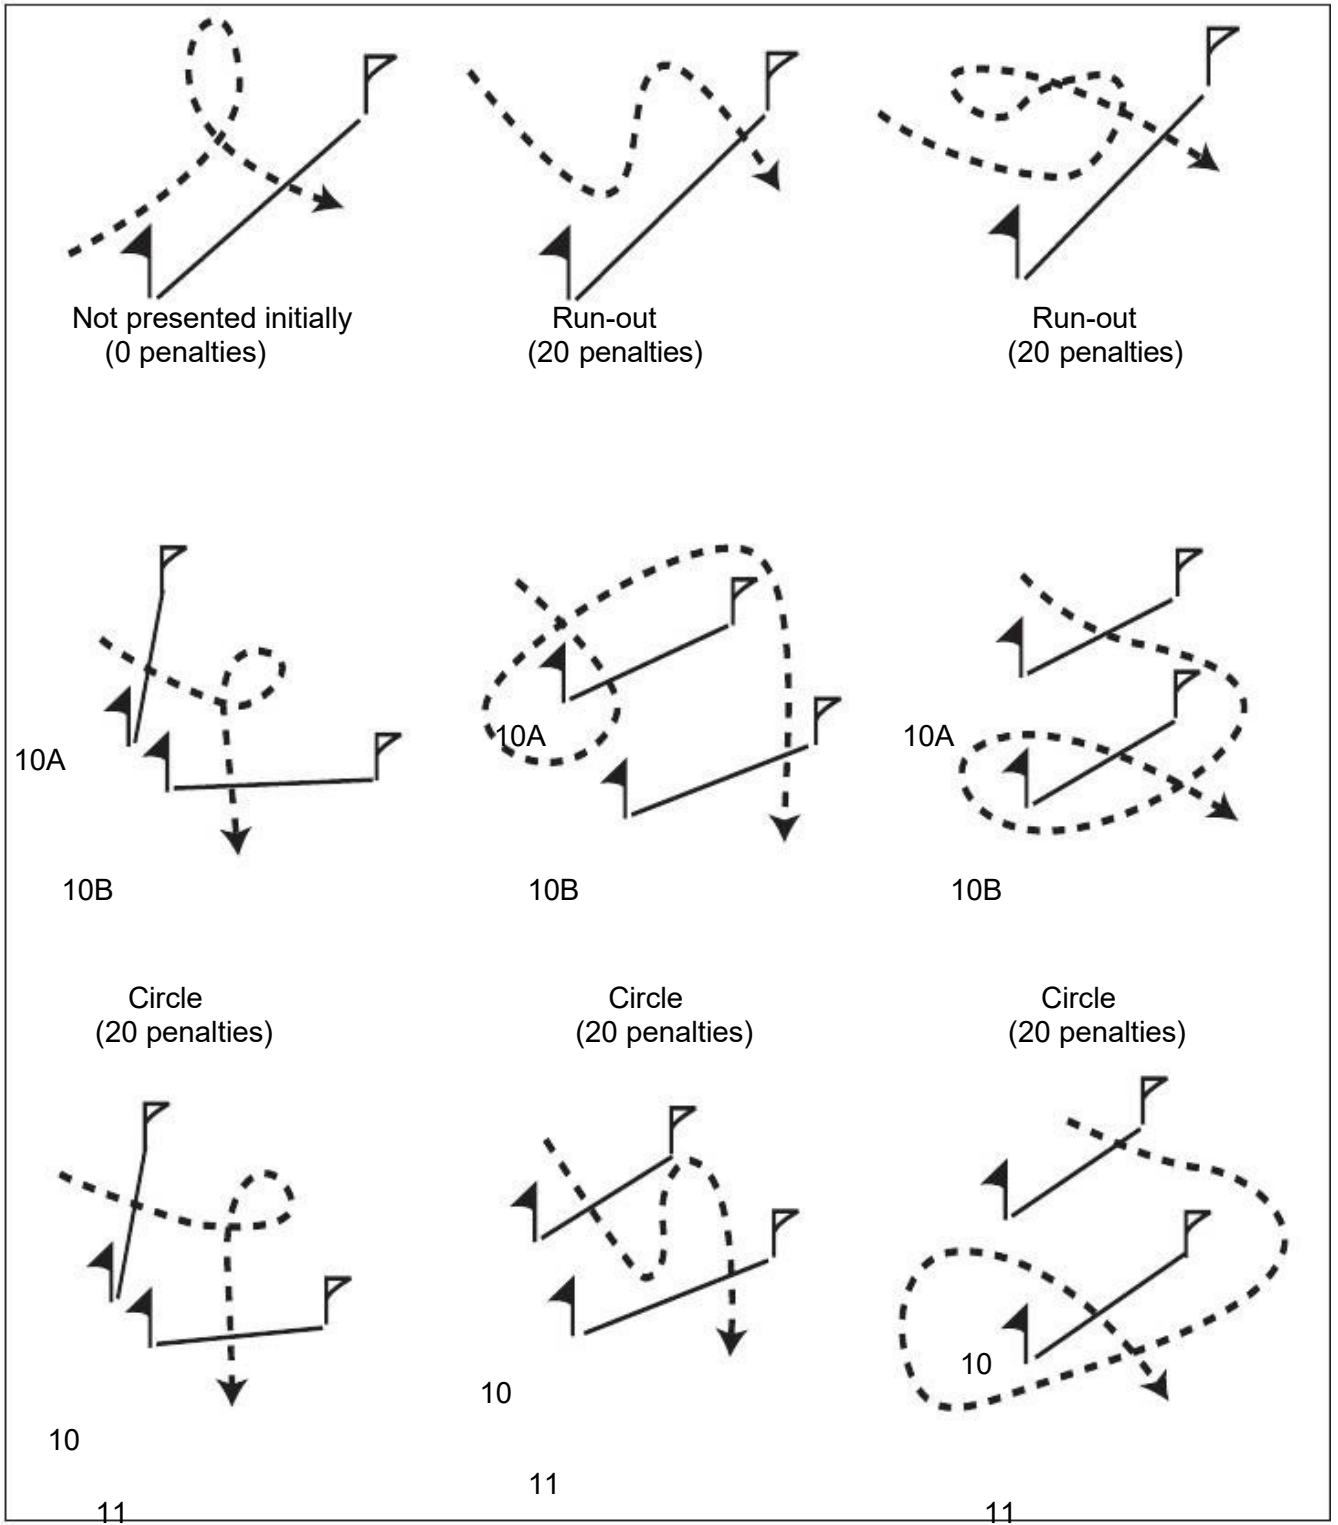 Not presented initially
(0 penalties)
Run-out
(20 penalties)
Run-out
(20 penalties)
10A
10A
10A
10B
10B
10B
Circle
(20 penalties)
Circle
(20 penalties)
Circle
(20 penalties)
10
10
10
11
11
11